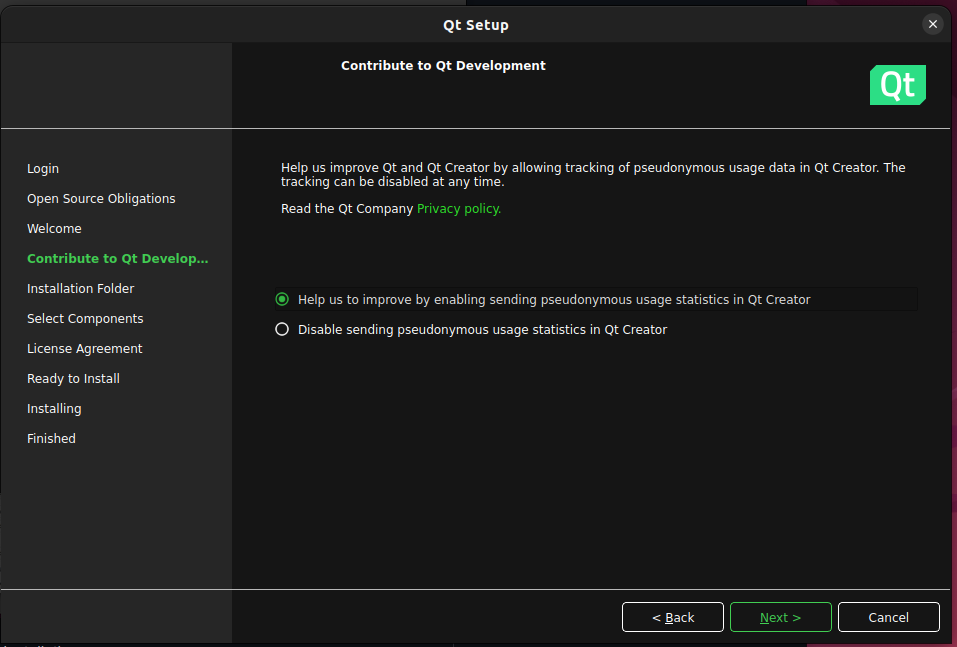 Qt Setup
Contribute to Qt Development
Qt
Login
Open Source Obligations
Welcome
Contribute to Qt Develop...
Installation Folder
Select Components
License Agreement
Ready to Install
Installing
Finished
Help us improve Qt and Qt Creator by allowing tracking of pseudonymous usage data in Qt Creator. The
tracking can be disabled at any time.
Read the Qt Company Privacy policy.
Help us to improve by enabling sending pseudonymous usage statistics in Qt Creator
Disable sending pseudonymous usage statistics in Qt Creator
< Back
Next >
Cancel